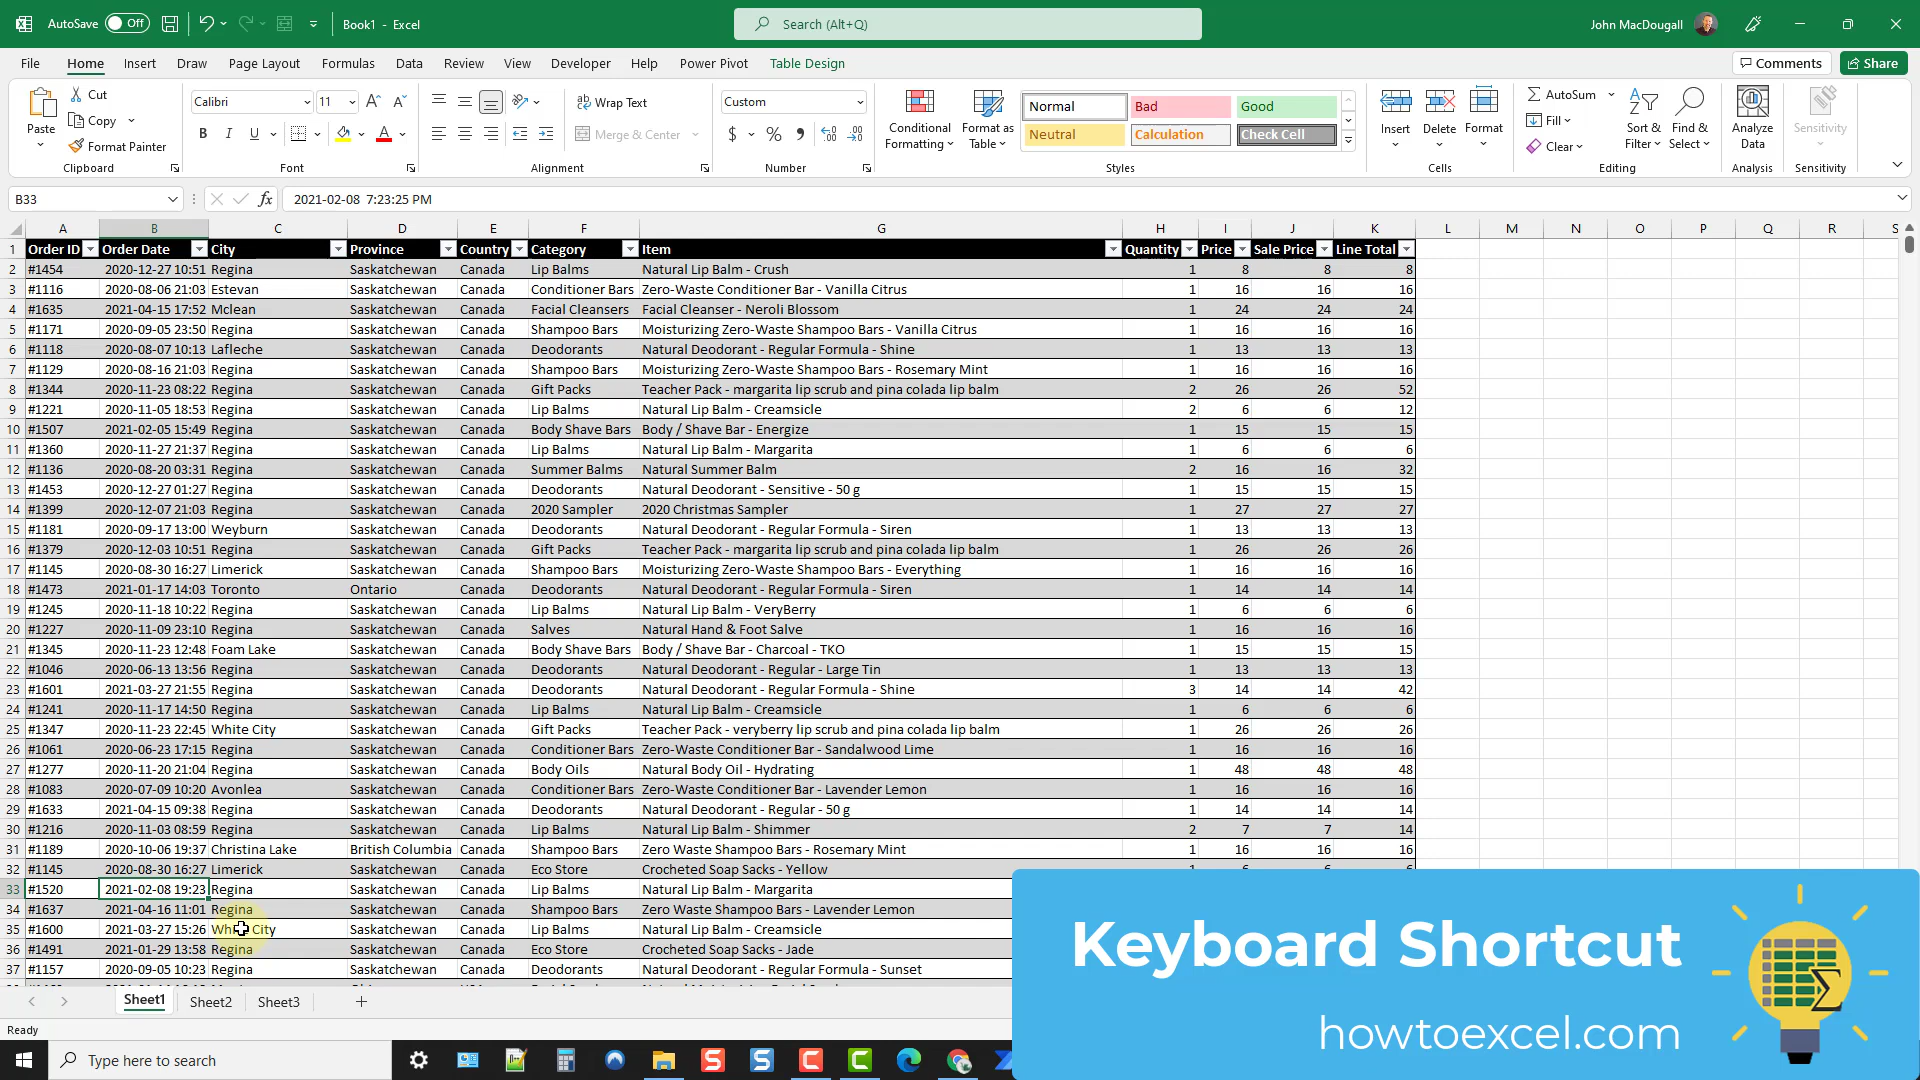 AutoSave Off Book1 - Excel Search (Alt+Q) John MacDougall
File Home Insert Draw Page Layout Formulas Data Review View Developer Help Power Pivot Table Design Comments Share
Paste Cut Copy Format Painter Clipboard
Calibri 11 B I U Font
Wrap Text Merge & Center Alignment
Custom $ % Number
Conditional Formatting Format as Table Normal Bad Good Neutral Calculation Check Cell Styles
Insert Delete Format Cells
AutoSum Fill Clear Sort & Filter Find & Select Editing
Analyze Data Analysis Sensitivity Sensitivity
B33 fx 2021-02-08 7:23:25 PM
A B C D E F G H I J K L M N O P Q R S
1 Order ID Order Date City Province Country Category Item Quantity Price Sale Price Line Total
2 #1454 2020-12-27 10:51 Regina Saskatchewan Canada Lip Balms Natural Lip Balm - Crush 1 8 8 8
3 #1116 2020-08-06 21:03 Estevan Saskatchewan Canada Conditioner Bars Zero-Waste Conditioner Bar - Vanilla Citrus 1 16 16 16
4 #1635 2021-04-15 17:52 Mclean Saskatchewan Canada Facial Cleansers Facial Cleanser - Neroli Blossom 1 24 24 24
5 #1171 2020-09-05 23:50 Regina Saskatchewan Canada Shampoo Bars Moisturizing Zero-Waste Shampoo Bars - Vanilla Citrus 1 16 16 16
6 #1118 2020-08-07 10:13 Lafleche Saskatchewan Canada Deodorants Natural Deodorant - Regular Formula - Shine 1 13 13 13
7 #1129 2020-08-16 21:03 Regina Saskatchewan Canada Shampoo Bars Moisturizing Zero-Waste Shampoo Bars - Rosemary Mint 1 16 16 16
8 #1344 2020-11-23 08:22 Regina Saskatchewan Canada Gift Packs Teacher Pack - margarita lip scrub and pina colada lip balm 2 26 26 52
9 #1221 2020-11-05 18:53 Regina Saskatchewan Canada Lip Balms Natural Lip Balm - Creamsicle 2 6 6 12
10 #1507 2021-02-05 15:49 Regina Saskatchewan Canada Body Shave Bars Body / Shave Bar - Energize 1 15 15 15
11 #1360 2020-11-27 21:37 Regina Saskatchewan Canada Lip Balms Natural Lip Balm - Margarita 1 6 6 6
12 #1136 2020-08-20 03:31 Regina Saskatchewan Canada Summer Balms Natural Summer Balm 2 16 16 32
13 #1453 2020-12-27 01:27 Regina Saskatchewan Canada Deodorants Natural Deodorant - Sensitive - 50 g 1 15 15 15
14 #1399 2020-12-07 21:03 Regina Saskatchewan Canada 2020 Sampler 2020 Christmas Sampler 1 27 27 27
15 #1181 2020-09-17 13:00 Weyburn Saskatchewan Canada Deodorants Natural Deodorant - Regular Formula - Siren 1 13 13 13
16 #1379 2020-12-03 10:51 Regina Saskatchewan Canada Gift Packs Teacher Pack - margarita lip scrub and pina colada lip balm 1 26 26 26
17 #1145 2020-08-30 16:27 Limerick Saskatchewan Canada Shampoo Bars Moisturizing Zero-Waste Shampoo Bars - Everything 1 16 16 16
18 #1473 2021-01-17 14:03 Toronto Ontario Canada Deodorants Natural Deodorant - Regular Formula - Siren 1 14 14 14
19 #1245 2020-11-18 10:22 Regina Saskatchewan Canada Lip Balms Natural Lip Balm - VeryBerry 1 6 6 6
20 #1227 2020-11-09 23:10 Regina Saskatchewan Canada Salves Natural Hand & Foot Salve 1 16 16 16
21 #1345 2020-11-23 12:48 Foam Lake Saskatchewan Canada Body Shave Bars Body / Shave Bar - Charcoal - TKO 1 15 15 15
22 #1046 2020-06-13 13:56 Regina Saskatchewan Canada Deodorants Natural Deodorant - Regular - Large Tin 1 13 13 13
23 #1601 2021-03-27 21:55 Regina Saskatchewan Canada Deodorants Natural Deodorant - Regular Formula - Shine 3 14 14 42
24 #1241 2020-11-17 14:50 Regina Saskatchewan Canada Lip Balms Natural Lip Balm - Creamsicle 1 6 6 6
25 #1347 2020-11-23 22:45 White City Saskatchewan Canada Gift Packs Teacher Pack - veryberry lip scrub and pina colada lip balm 1 26 26 26
26 #1061 2020-06-23 17:15 Regina Saskatchewan Canada Conditioner Bars Zero-Waste Conditioner Bar - Sandalwood Lime 1 16 16 16
27 #1277 2020-11-20 21:04 Regina Saskatchewan Canada Body Oils Natural Body Oil - Hydrating 1 48 48 48
28 #1083 2020-07-09 10:20 Avonlea Saskatchewan Canada Conditioner Bars Zero-Waste Conditioner Bar - Lavender Lemon 1 16 16 16
29 #1633 2021-04-15 09:38 Regina Saskatchewan Canada Deodorants Natural Deodorant - Regular - 50 g 1 14 14 14
30 #1216 2020-11-03 08:59 Regina Saskatchewan Canada Lip Balms Natural Lip Balm - Shimmer 2 7 7 14
31 #1189 2020-10-06 19:37 Christina Lake British Columbia Canada Shampoo Bars Zero Waste Shampoo Bars - Rosemary Mint 1 16 16 16
32 #1145 2020-08-30 16:27 Limerick Saskatchewan Canada Eco Store Crocheted Soap Sacks - Yellow
33 #1520 2021-02-08 19:23 Regina Saskatchewan Canada Lip Balms Natural Lip Balm - Margarita
34 #1637 2021-04-16 11:01 Regina Saskatchewan Canada Shampoo Bars Zero Waste Shampoo Bars - Lavender Lemon
35 #1600 2021-03-27 15:26 White City Saskatchewan Canada Lip Balms Natural Lip Balm - Creamsicle
36 #1491 2021-01-29 13:58 Regina Saskatchewan Canada Eco Store Crocheted Soap Sacks - Jade
37 #1157 2020-09-05 10:23 Regina Saskatchewan Canada Deodorants Natural Deodorant - Regular Formula - Sunset
Keyboard Shortcut
howtoexcel.com
Sheet1 Sheet2 Sheet3
Ready
Type here to search